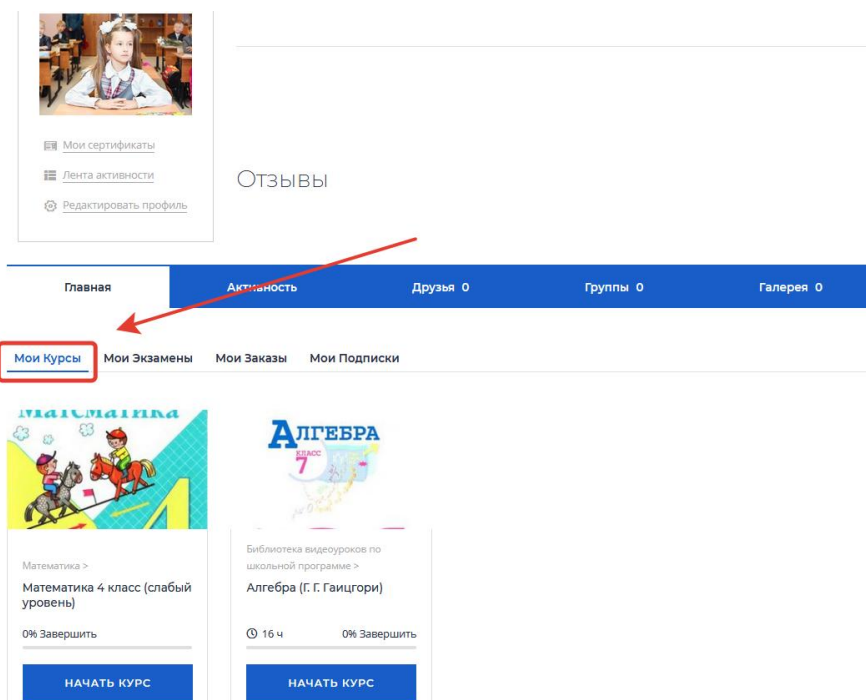 Мои сертификаты
Лента активности
Редактировать профиль
Отзывы
Главная Активность Друзья 0 Группы 0 Галерея 0
Мои Курсы Мои Экзамены Мои Заказы Мои Подписки
Математика
4
АЛГЕБРА
КЛАСС
7
Математика >
Математика 4 класс (слабый
уровень)
0% Завершить
НАЧАТЬ КУРС
Библиотека видеоуроков по
школьной программе >
Алгебра (Г. Г. Гаицгори)
16 ч 0% Завершить
НАЧАТЬ КУРС